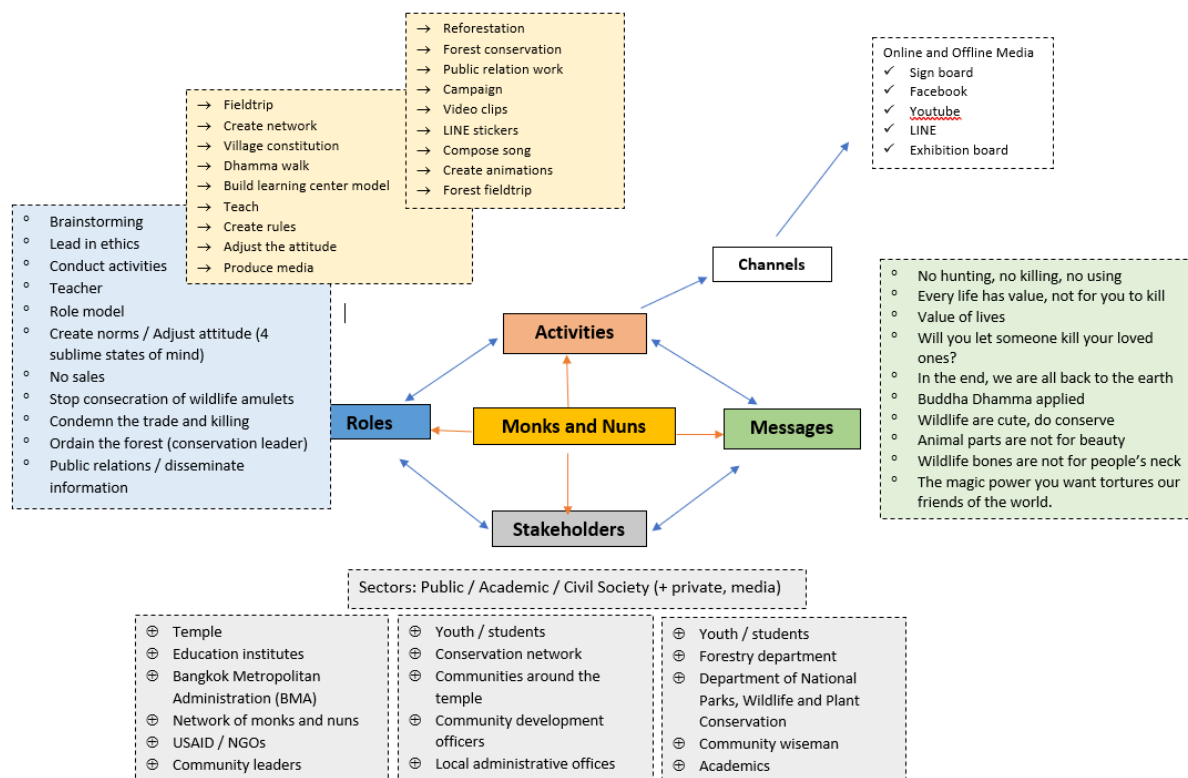 → Reforestation
→ Forest conservation
→ Public relation work
→ Campaign
→ Video clips
→ LINE stickers
→ Compose song
→ Create animations
→ Forest fieldtrip
Online and Offline Media
✓ Sign board
✓ Facebook
✓ Youtube
✓ LINE
✓ Exhibition board
→ Fieldtrip
→ Create network
→ Village constitution
→ Dhamma walk
→ Build learning center model
→ Teach
→ Create rules
→ Adjust the attitude
→ Produce media
° Brainstorming
° Lead in ethics
° Conduct activities
° Teacher
° Role model
° Create norms / Adjust attitude (4
sublime states of mind)
° No sales
° Stop consecration of wildlife amulets
° Condemn the trade and killing
° Ordain the forest (conservation leader)
° Public relations / disseminate
information
Channels
° No hunting, no killing, no using
° Every life has value, not for you to kill
° Value of lives
° Will you let someone kill your loved
ones?
° In the end, we are all back to the earth
° Buddha Dhamma applied
° Wildlife are cute, do conserve
° Animal parts are not for beauty
° Wildlife bones are not for people's neck
° The magic power you want tortures our
friends of the world.
Activities
Roles
Monks and Nuns
Messages
Stakeholders
Sectors: Public / Academic / Civil Society (+ private, media)
⊕ Temple
⊕ Education institutes
⊕ Bangkok Metropolitan
Administration (BMA)
⊕ Network of monks and nuns
⊕ USAID / NGOs
⊕ Community leaders
⊕ Youth / students
⊕ Conservation network
⊕ Communities around the
temple
⊕ Community development
officers
⊕ Local administrative offices
⊕ Youth / students
⊕ Forestry department
⊕ Department of National
Parks, Wildlife and Plant
Conservation
⊕ Community wiseman
⊕ Academics